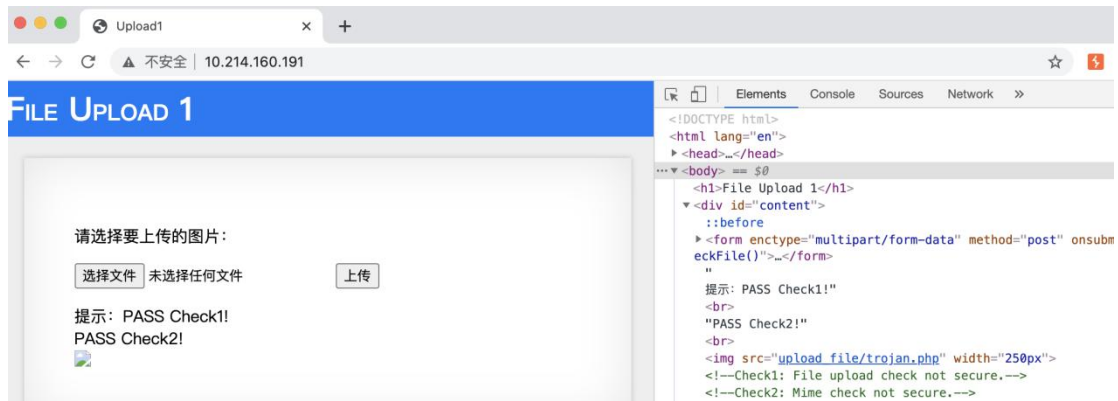 Upload1
不安全 | 10.214.160.191
FILE UPLOAD 1
请选择要上传的图片：
选择文件 未选择任何文件 上传
提示：PASS Check1!
PASS Check2!
Elements Console Sources Network »
<!DOCTYPE html>
<html lang="en">
▶<head>…</head>
…▼<body> == $0
<h1>File Upload 1</h1>
▼<div id="content">
::before
▶<form enctype="multipart/form-data" method="post" onsubm
eckFile()">…</form>
"
提示：PASS Check1!"
<br>
"PASS Check2!"
<br>
<img src="upload_file/trojan.php" width="250px">
<!--Check1: File upload check not secure.-->
<!--Check2: Mime check not secure.-->